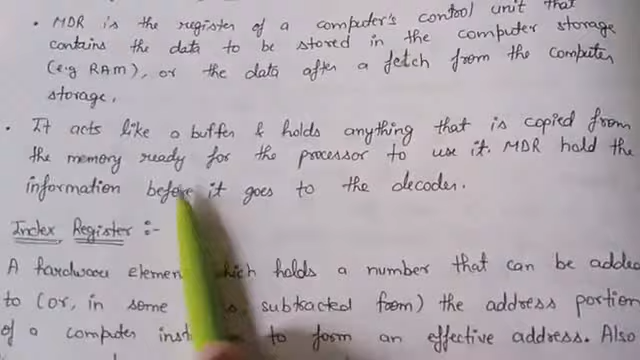 • MDR is the register of a computer's control unit that
contains the data to be stored in the computer storage
(e.g RAM), or the data after a fetch from the computer
storage.
• It acts like a buffer & holds anything that is copied from
the memory ready for the processor to use it. MDR hold the
information before it goes to the decoder.
Index Register :-
A hardware element which holds a number that can be added
to (or, in some subtracted from) the address portion
of a computer to form an effective address. Also